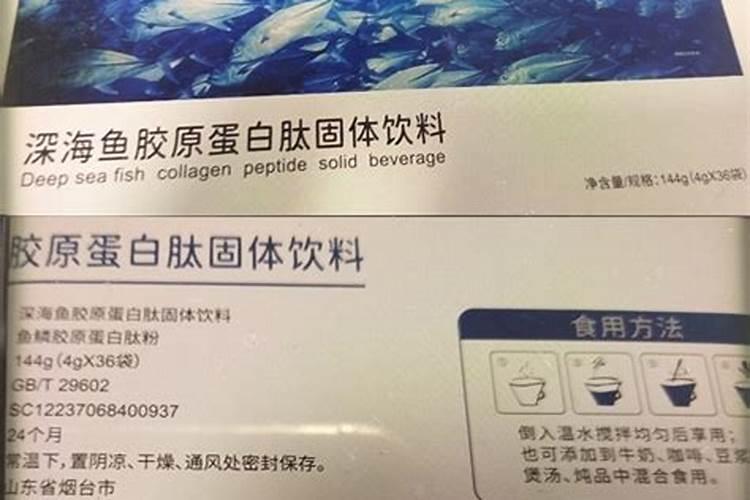 深海鱼胶原蛋白肽固体饮料
Deep sea fish collagen peptide solid beverage
净含量/规格:144g(4gX36袋)
胶原蛋白肽固体饮料
深海鱼胶原蛋白肽固体饮料
鱼鳞胶原蛋白肽粉
144g(4gX36袋)
GB/T 29602
SC12237068400937
24个月
常温下,置阴凉、干燥、通风处密封保存。
山东省烟台市
食用方法
倒入温水搅拌均匀后享用;
也可添加到牛奶、咖啡、豆浆
煲汤、炖品中混合食用。